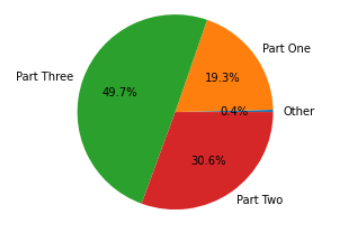 Part One
Part Three
19.3%
49.7%
0.4%
Other
30.6%
Part Two